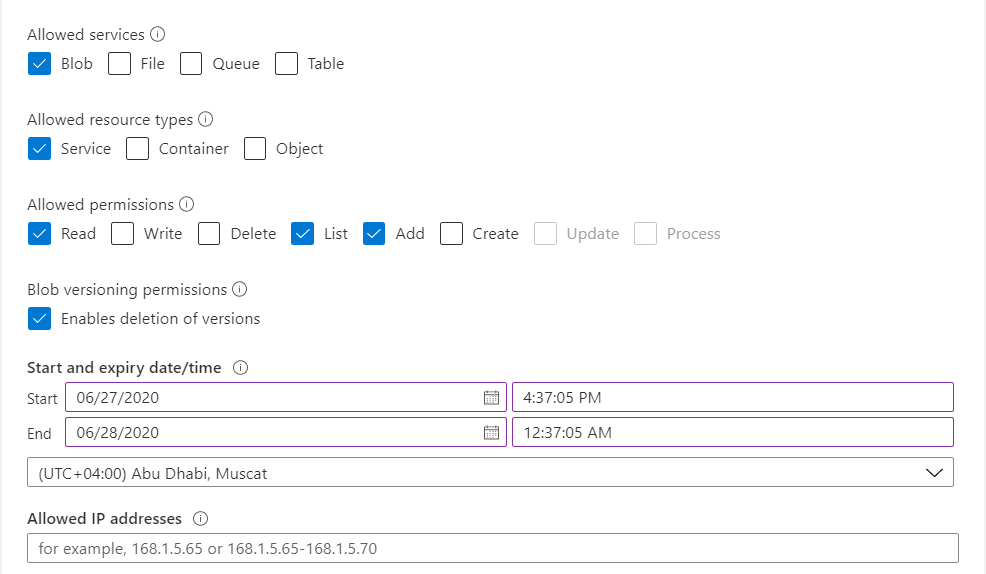 Allowed services
Blob File Queue Table
Allowed resource types
Service Container Object
Allowed permissions
Read Write Delete List Add Create Update Process
Blob versioning permissions
Enables deletion of versions
Start and expiry date/time
Start 06/27/2020 4:37:05 PM
End 06/28/2020 12:37:05 AM
(UTC+04:00) Abu Dhabi, Muscat
Allowed IP addresses
for example, 168.1.5.65 or 168.1.5.65-168.1.5.70